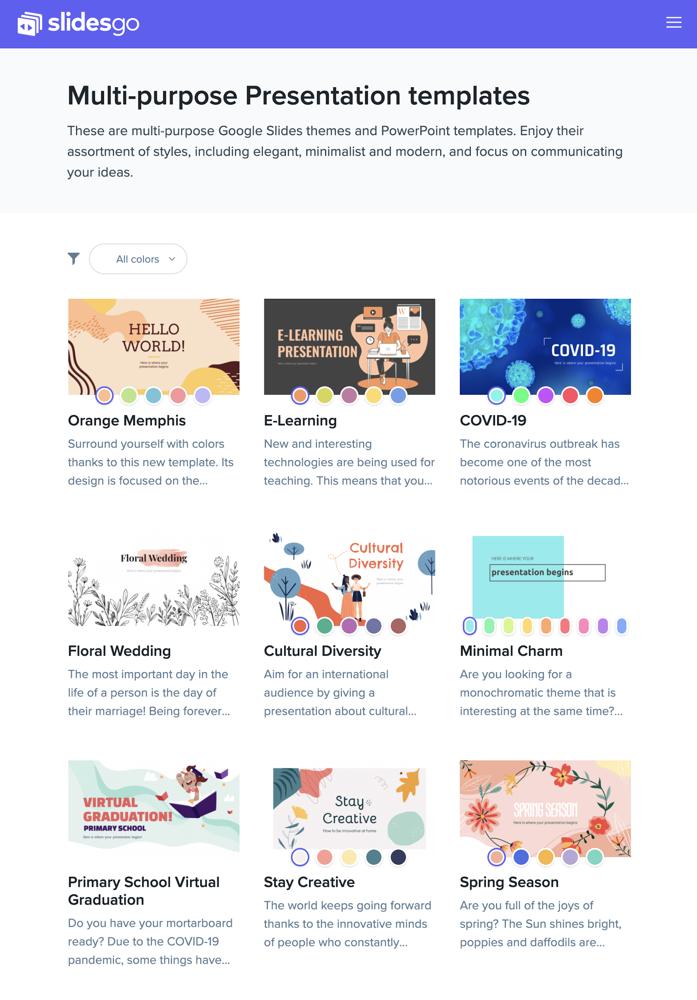 slidesgo
Multi-purpose Presentation templates
These are multi-purpose Google Slides themes and PowerPoint templates. Enjoy their
assortment of styles, including elegant, minimalist and modern, and focus on communicating
your ideas.
All colors
HELLO
WORLD!
Here is where your
presentation begins
Orange Memphis
Surround yourself with colors
thanks to this new template. Its
design is focused on the...
E-LEARNING
PRESENTATION
Here is where your presentation begins
W
E-Learning
New and interesting
technologies are being used for
teaching. This means that you...
COVID-19
Here is where your presentation begins
COVID-19
The coronavirus outbreak has
become one of the most
notorious events of the decad...
Floral Wedding
Here is where your presentation begins
Floral Wedding
The most important day in the
life of a person is the day of
their marriage! Being forever...
Cultural
Diversity
Here is where your
presentation begins
Cultural Diversity
Aim for an international
audience by giving a
presentation about cultural...
HERE IS WHERE YOUR
presentation begins
Minimal Charm
Are you looking for a
monochromatic theme that is
interesting at the same time?...
VIRTUAL
GRADUATION!
PRIMARY SCHOOL
Here is where your presentation begins!
Primary School Virtual
Graduation
Do you have your mortarboard
ready? Due to the COVID-19
pandemic, some things have...
Stay
Creative
How to be innovative at home
Stay Creative
The world keeps going forward
thanks to the innovative minds
of people who constantly...
SPRING SEASON
Here is where your presentation begins
Spring Season
Are you full of the joys of
spring? The Sun shines bright,
poppies and daffodils are...